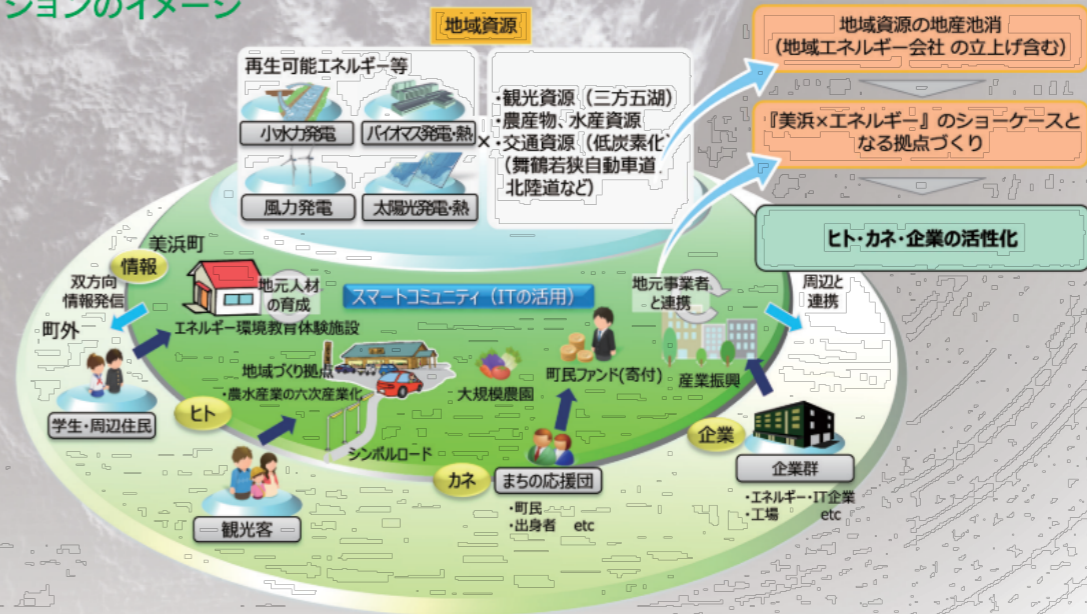 ションのイメージ
地域資源
再生可能エネルギー等
小水力発電
バイオマス発電・熱
風力発電
太陽光発電・熱
×
・観光資源（三方五湖）
・農産物、水産資源
・交通資源（低炭素化）
（舞鶴若狭自動車道、
北陸道など）
地域資源の地産池消
（地域エネルギー会社 の立上げ含む）
『美浜×エネルギー』のショーケースと
なる拠点づくり
ヒト・カネ・企業の活性化
美浜町
情報
双方向
情報発信
町外
地元人材
の育成
エネルギー環境教育体験施設
スマートコミュニティ（ITの活用）
地元事業者
と連携
周辺と
連携
地域づくり拠点
・農水産業の六次産業化
大規模農園
町民ファンド(寄付)
産業振興
学生・周辺住民
ヒト
シンボルロード
観光客
カネ
まちの応援団
・町民
・出身者 etc
企業
企業群
・エネルギー・IT企業
・工場 etc